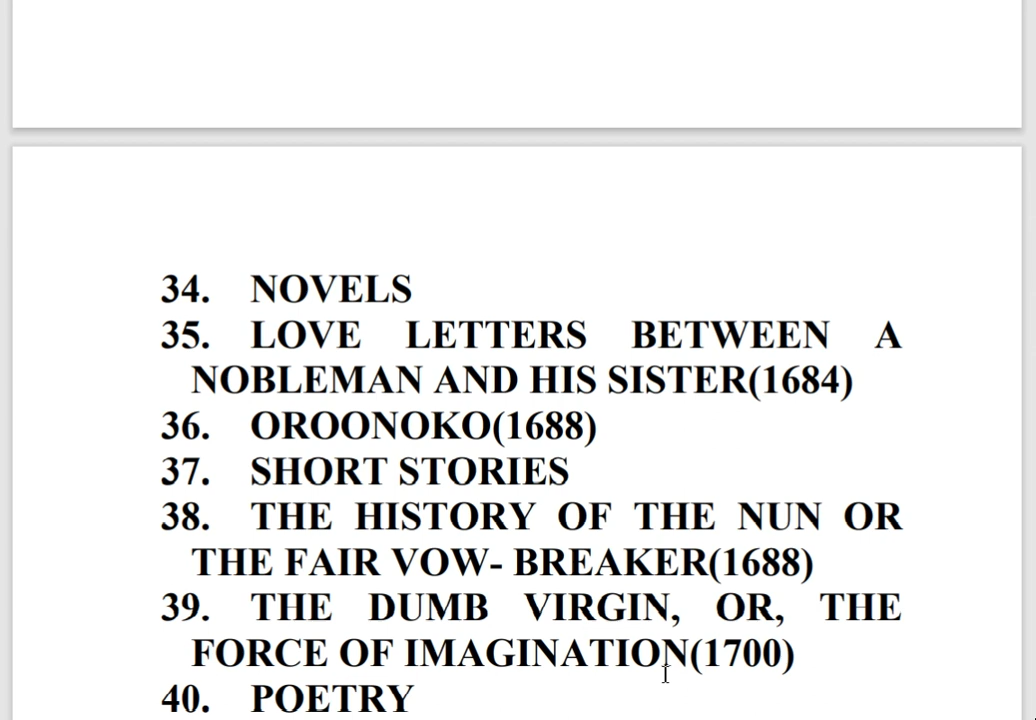 34. NOVELS
35. LOVE LETTERS BETWEEN A
NOBLEMAN AND HIS SISTER(1684)
36. OROONOKO(1688)
37. SHORT STORIES
38. THE HISTORY OF THE NUN OR
THE FAIR VOW- BREAKER(1688)
39. THE DUMB VIRGIN, OR, THE
FORCE OF IMAGINATION(1700)
40. POETRY